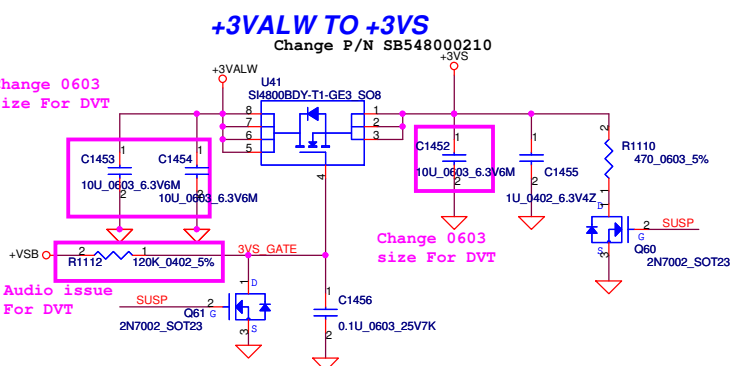 +3VALW TO +3VS
Change P/N SB548000210
+3VALW
+3VS
Change 0603
size For DVT
U41
SI4800BDY-T1-GE3_SO8
8
7
6
5
1
2
3
4
C1453
10U_0603_6.3V6M
1
2
C1454
10U_0603_6.3V6M
1
2
C1452
10U_0603_6.3V6M
1
2
C1455
1U_0402_6.3V4Z
1
2
R1110
470_0603_5%
2
1
D
G
S
2
3
SUSP
Q60
2N7002_SOT23
Change 0603
size For DVT
+VSB
2
1
R1112
120K_0402_5%
3VS_GATE
Audio issue
For DVT
SUSP
2
G
Q61
2N7002_SOT23
1
D
S
3
C1456
0.1U_0603_25V7K
1
2